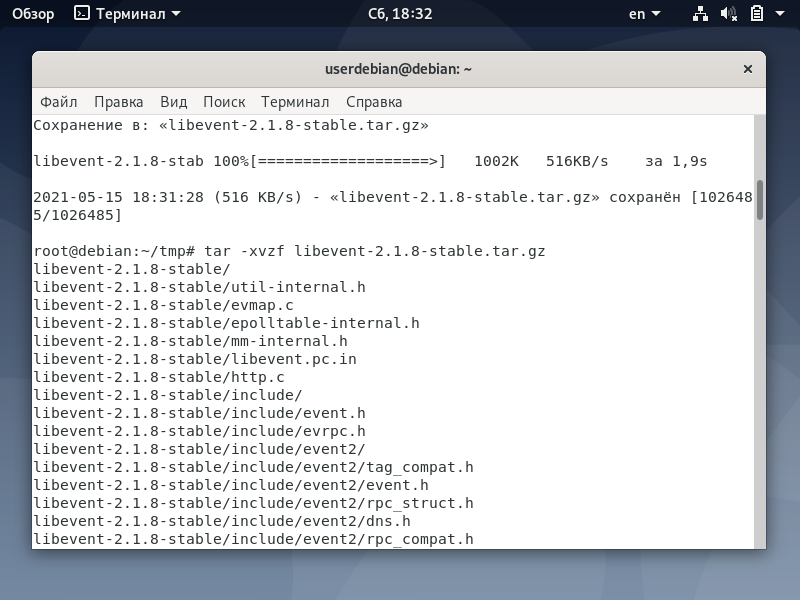 Обзор Терминал Сб, 18:32 en
userdebian@debian: ~ ×
Файл Правка Вид Поиск Терминал Справка
Сохранение в: «libevent-2.1.8-stable.tar.gz»
libevent-2.1.8-stab 100%[===================>] 1002K 516KB/s за 1,9s
2021-05-15 18:31:28 (516 KB/s) - «libevent-2.1.8-stable.tar.gz» сохранён [102648
5/1026485]
root@debian:~/tmp# tar -xvzf libevent-2.1.8-stable.tar.gz
libevent-2.1.8-stable/
libevent-2.1.8-stable/util-internal.h
libevent-2.1.8-stable/evmap.c
libevent-2.1.8-stable/epolltable-internal.h
libevent-2.1.8-stable/mm-internal.h
libevent-2.1.8-stable/libevent.pc.in
libevent-2.1.8-stable/http.c
libevent-2.1.8-stable/include/
libevent-2.1.8-stable/include/event.h
libevent-2.1.8-stable/include/evrpc.h
libevent-2.1.8-stable/include/event2/
libevent-2.1.8-stable/include/event2/tag_compat.h
libevent-2.1.8-stable/include/event2/event.h
libevent-2.1.8-stable/include/event2/rpc_struct.h
libevent-2.1.8-stable/include/event2/dns.h
libevent-2.1.8-stable/include/event2/rpc_compat.h